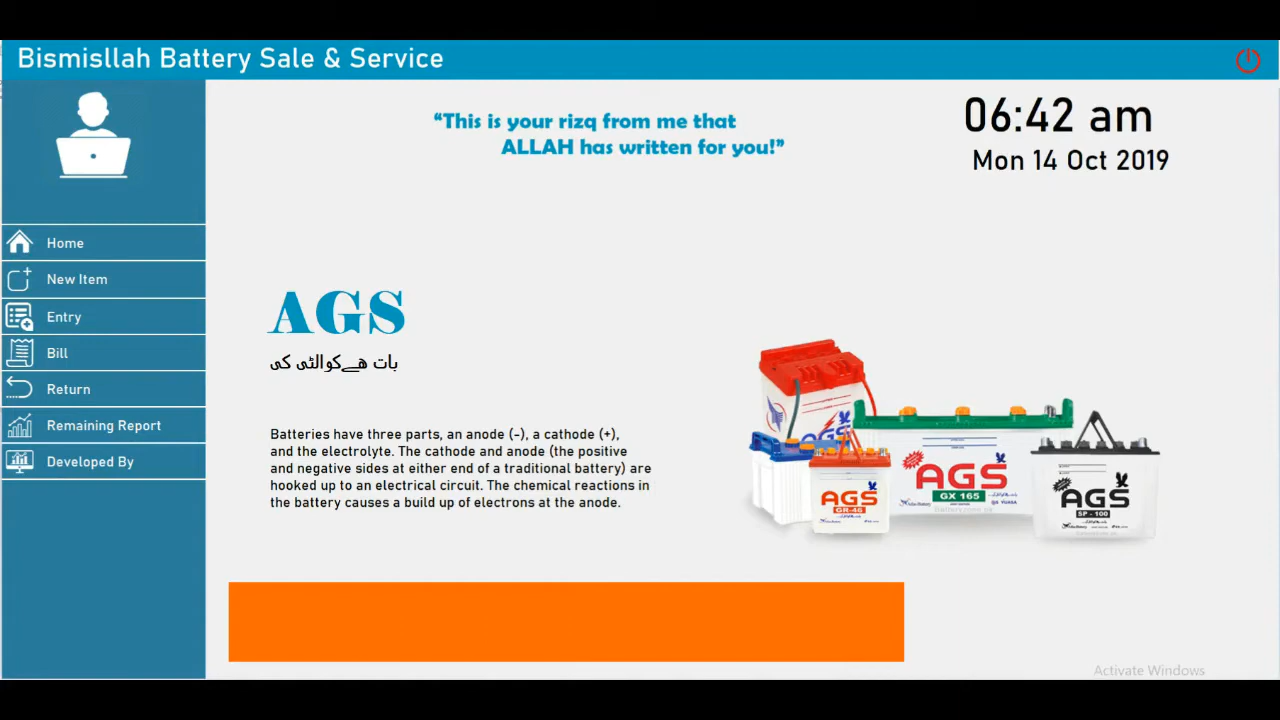 Bismisllah Battery Sale & Service
“This is your rizq from me that
ALLAH has written for you!”
06:42 am
Mon 14 Oct 2019
Home
New Item
Entry
Bill
Return
Remaining Report
Developed By
AGS
بات ھےکوالٹی کی
Batteries have three parts, an anode (-), a cathode (+),
and the electrolyte. The cathode and anode (the positive
and negative sides at either end of a traditional battery) are
hooked up to an electrical circuit. The chemical reactions in
the battery causes a build up of electrons at the anode.
AGS
AGS
GR-46
AGS
GX 165
AGS
SP - 100
Activate Windows